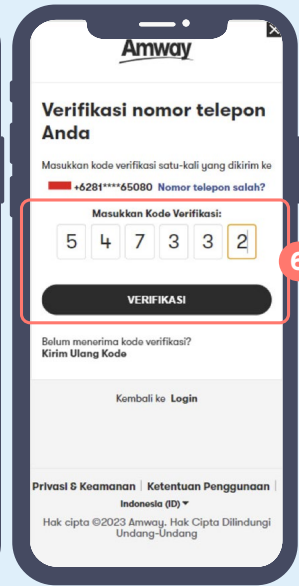 Amway
Verifikasi nomor telepon
Anda
Masukkan kode verifikasi satu-kali yang dikirim ke
+6281****65080 Nomor telepon salah?
Masukkan Kode Verifikasi:
5 4 7 3 3 2
6
VERIFIKASI
Belum menerima kode verifikasi?
Kirim Ulang Kode
Kembali ke Login
Privasi & Keamanan | Ketentuan Penggunaan |
Indonesia (ID)
Hak cipta ©2023 Amway. Hak Cipta Dilindungi
Undang-Undang